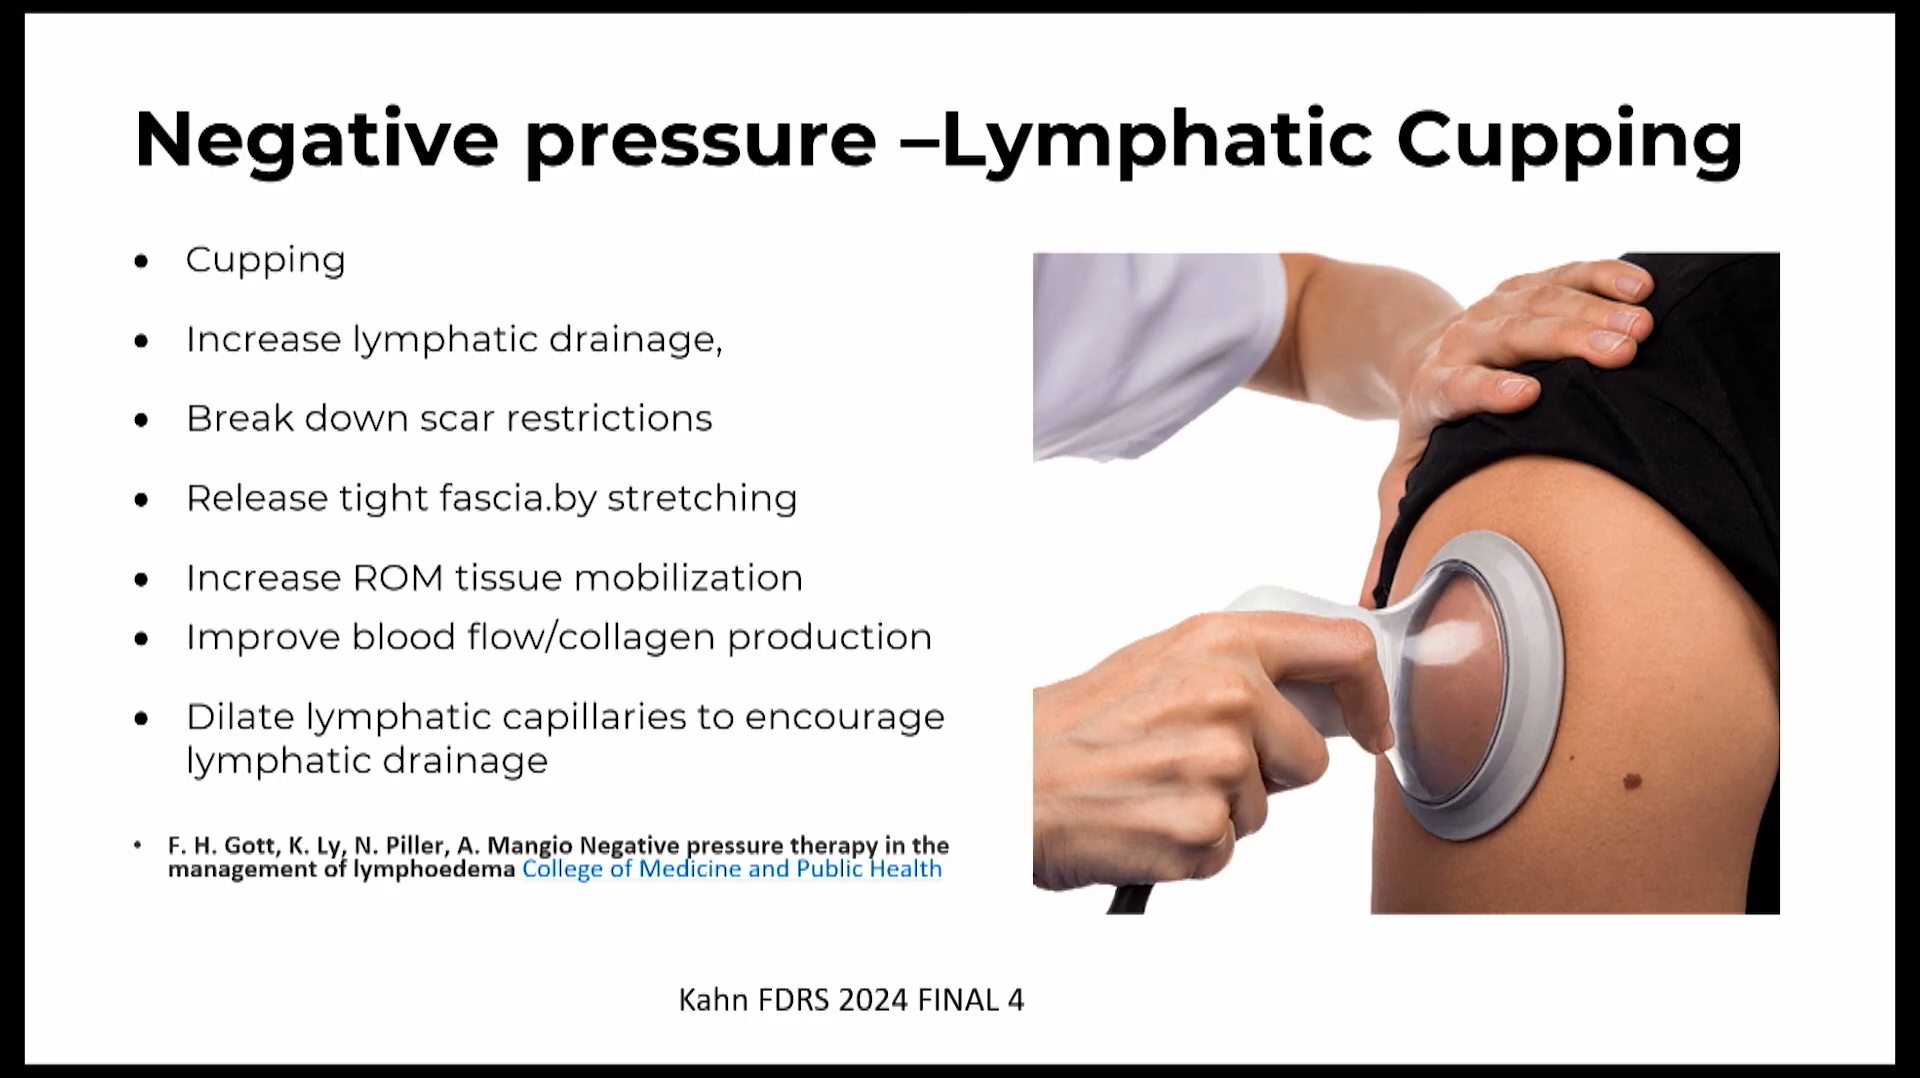 Negative pressure –Lymphatic Cupping
• Cupping
• Increase lymphatic drainage,
• Break down scar restrictions
• Release tight fascia.by stretching
• Increase ROM tissue mobilization
• Improve blood flow/collagen production
• Dilate lymphatic capillaries to encourage
lymphatic drainage
• F. H. Gott, K. Ly, N. Piller, A. Mangio Negative pressure therapy in the
management of lymphoedema College of Medicine and Public Health
Kahn FDRS 2024 FINAL 4